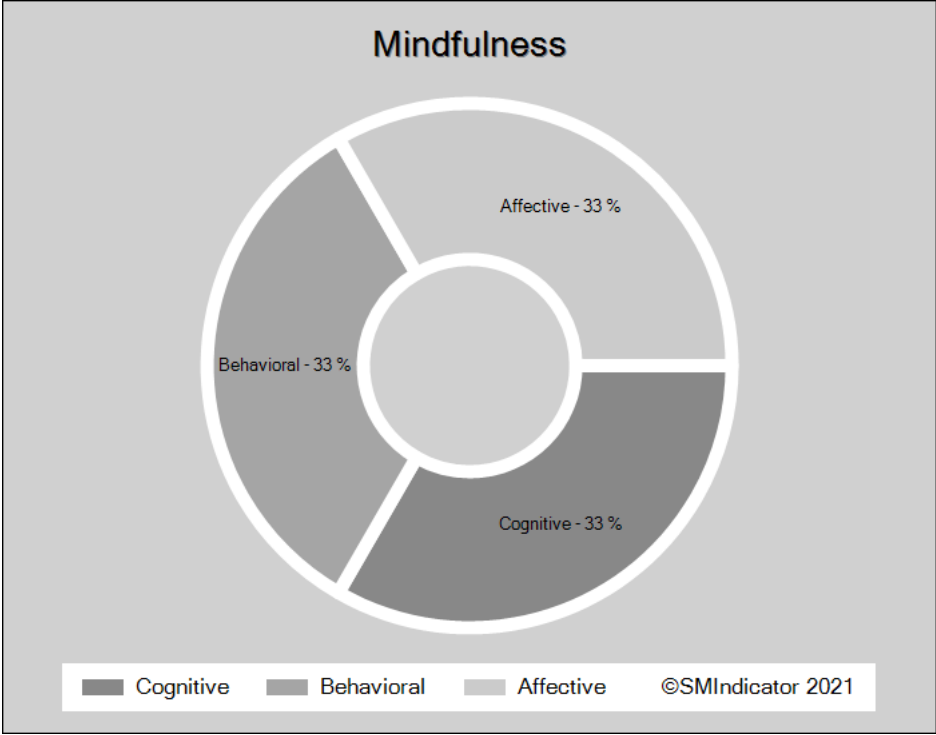 Mindfulness
Affective - 33 %
Behavioral - 33 %
Cognitive - 33 %
Cognitive Behavioral Affective ©SMIndicator 2021